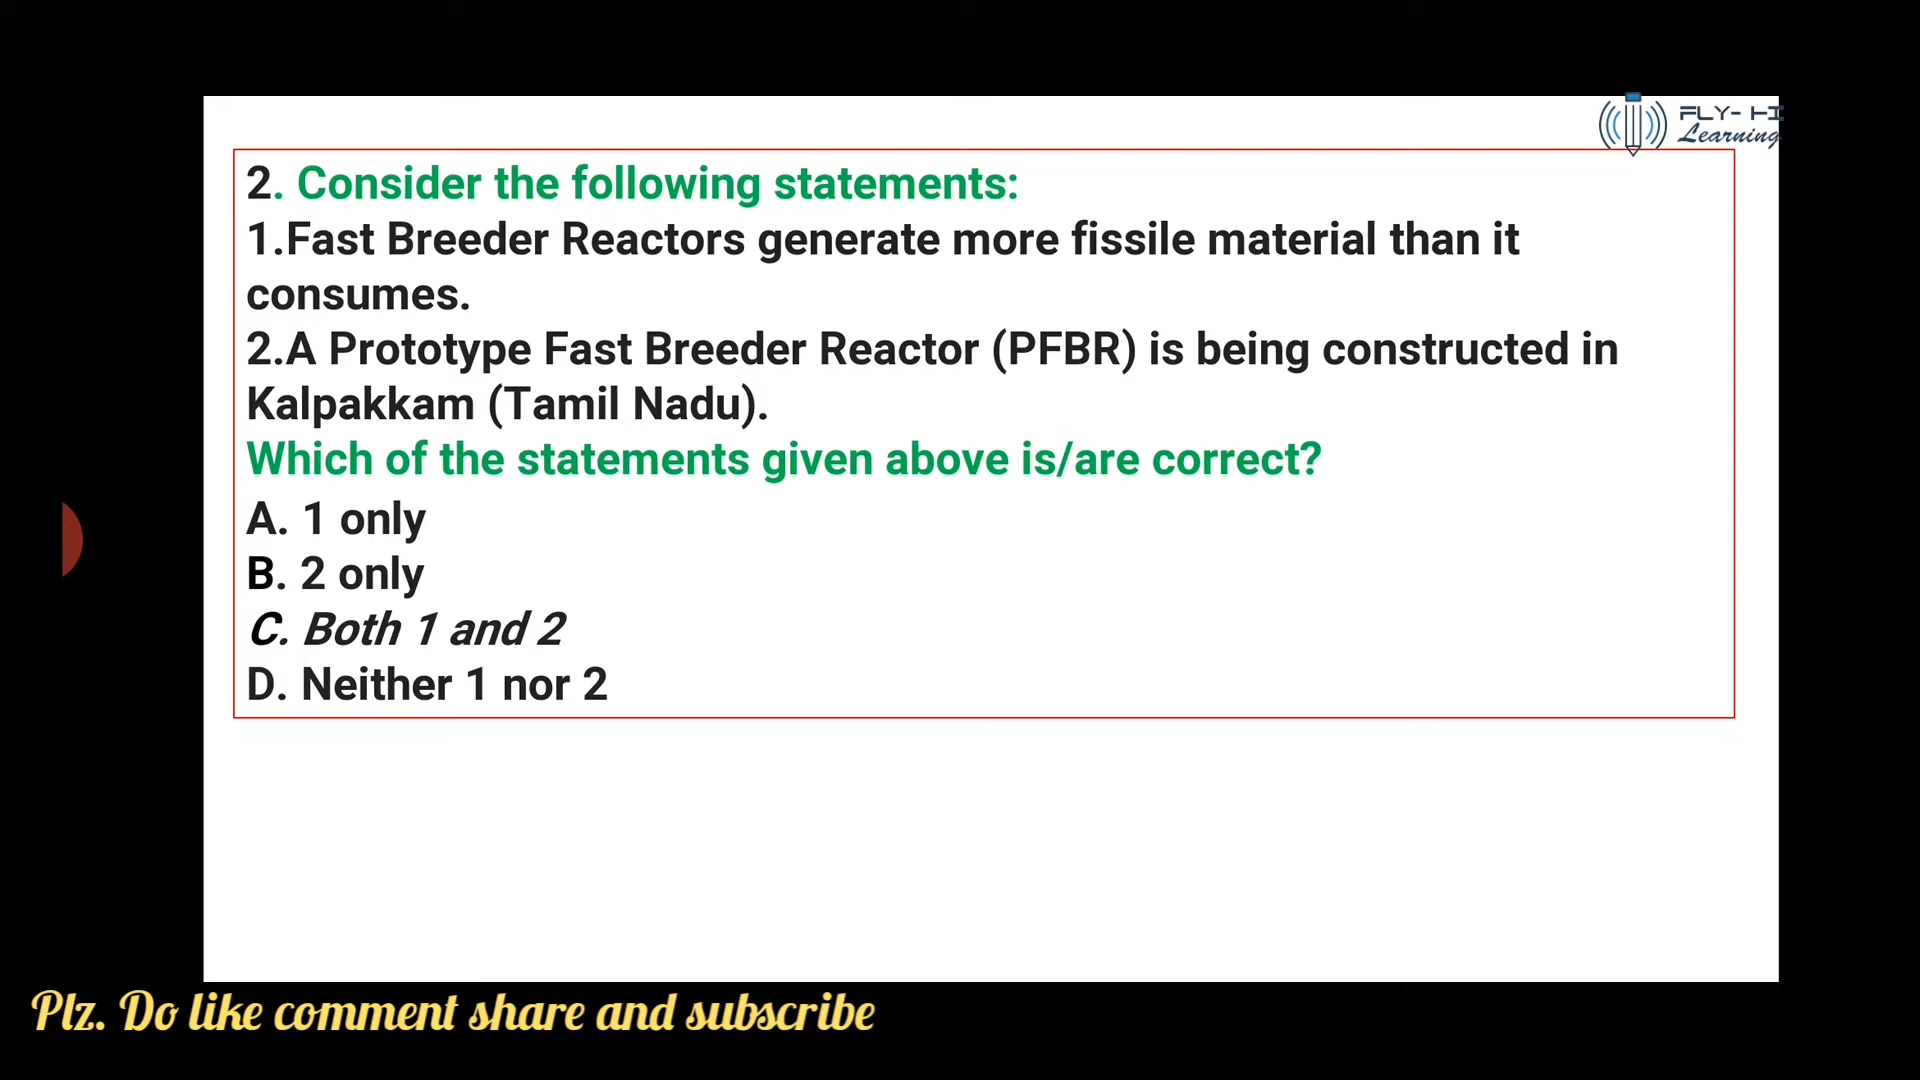 FLY-HI
Learning
2. Consider the following statements:
1.Fast Breeder Reactors generate more fissile material than it
consumes.
2.A Prototype Fast Breeder Reactor (PFBR) is being constructed in
Kalpakkam (Tamil Nadu).
Which of the statements given above is/are correct?
A. 1 only
B. 2 only
C. Both 1 and 2
D. Neither 1 nor 2
Plz. Do like comment share and subscribe